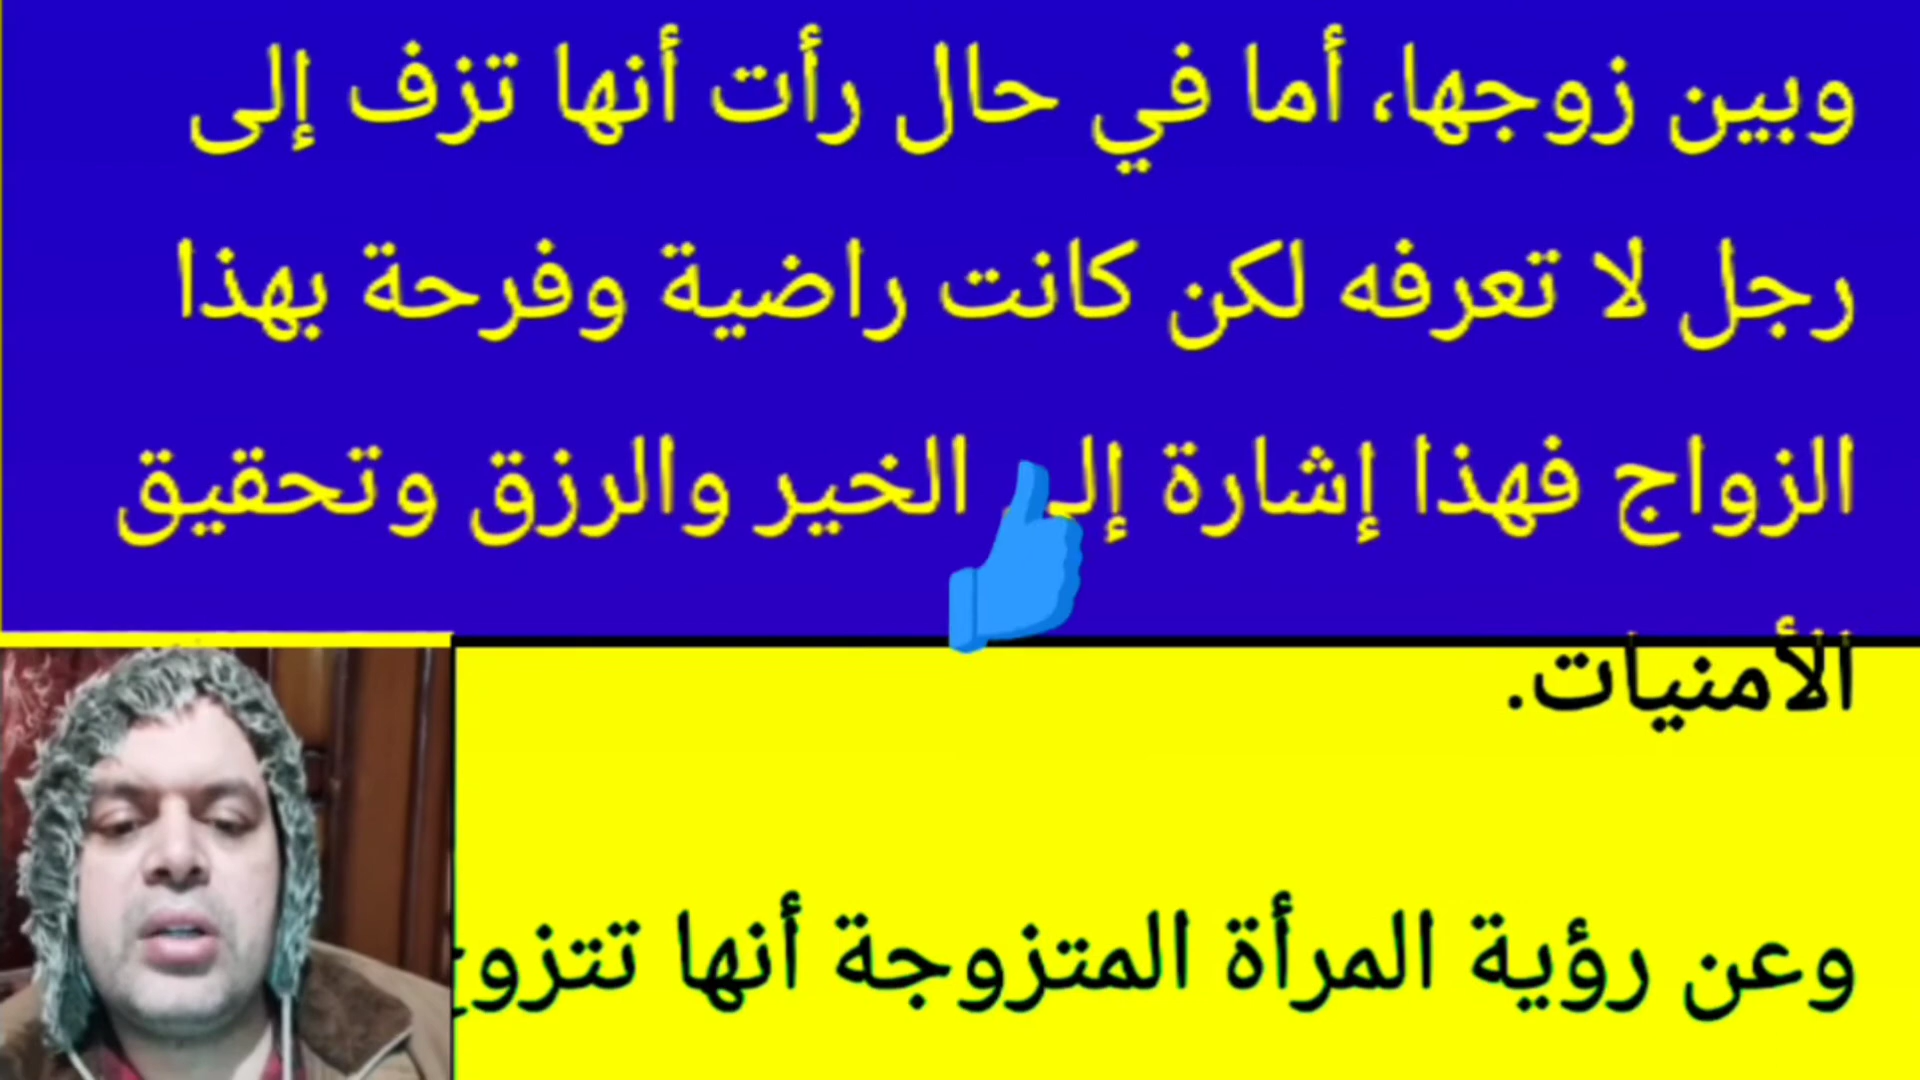 وبين زوجها، أما في حال رأت أنها تزف إلى
رجل لا تعرفه لكن كانت راضية وفرحة بهذا
الزواج فهذا إشارة إلى الخير والرزق وتحقيق
الأمنيات.
وعن رؤية المرأة المتزوجة أنها